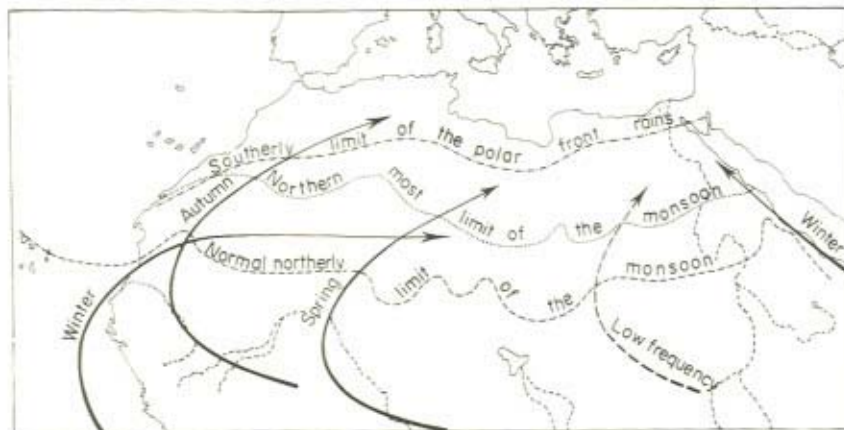 Southerly limit of the polar front rains
Autumn
Northern most limit of the monsoon
Winter
Normal northerly limit of the monsoon
Winter
Spring
Low frequency